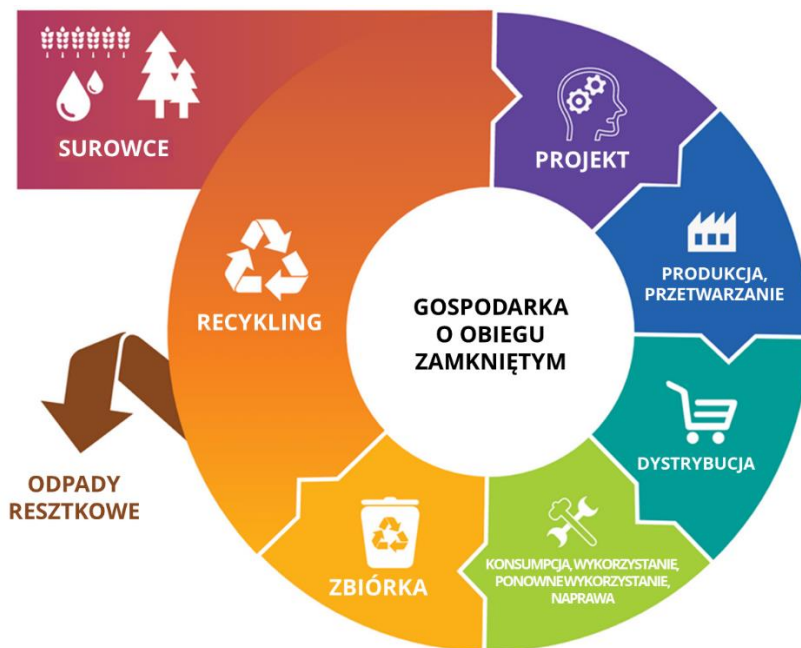 SUROWCE
PROJEKT
PRODUKCJA,
PRZETWARZANIE
DYSTRYBUCJA
KONSUMPCJA, WYKORZYSTANIE,
PONOWNE WYKORZYSTANIE,
NAPRAWA
ZBIÓRKA
RECYKLING
ODPADY
RESZTKOWE
GOSPODARKA
O OBIEGU
ZAMKNIĘTYM